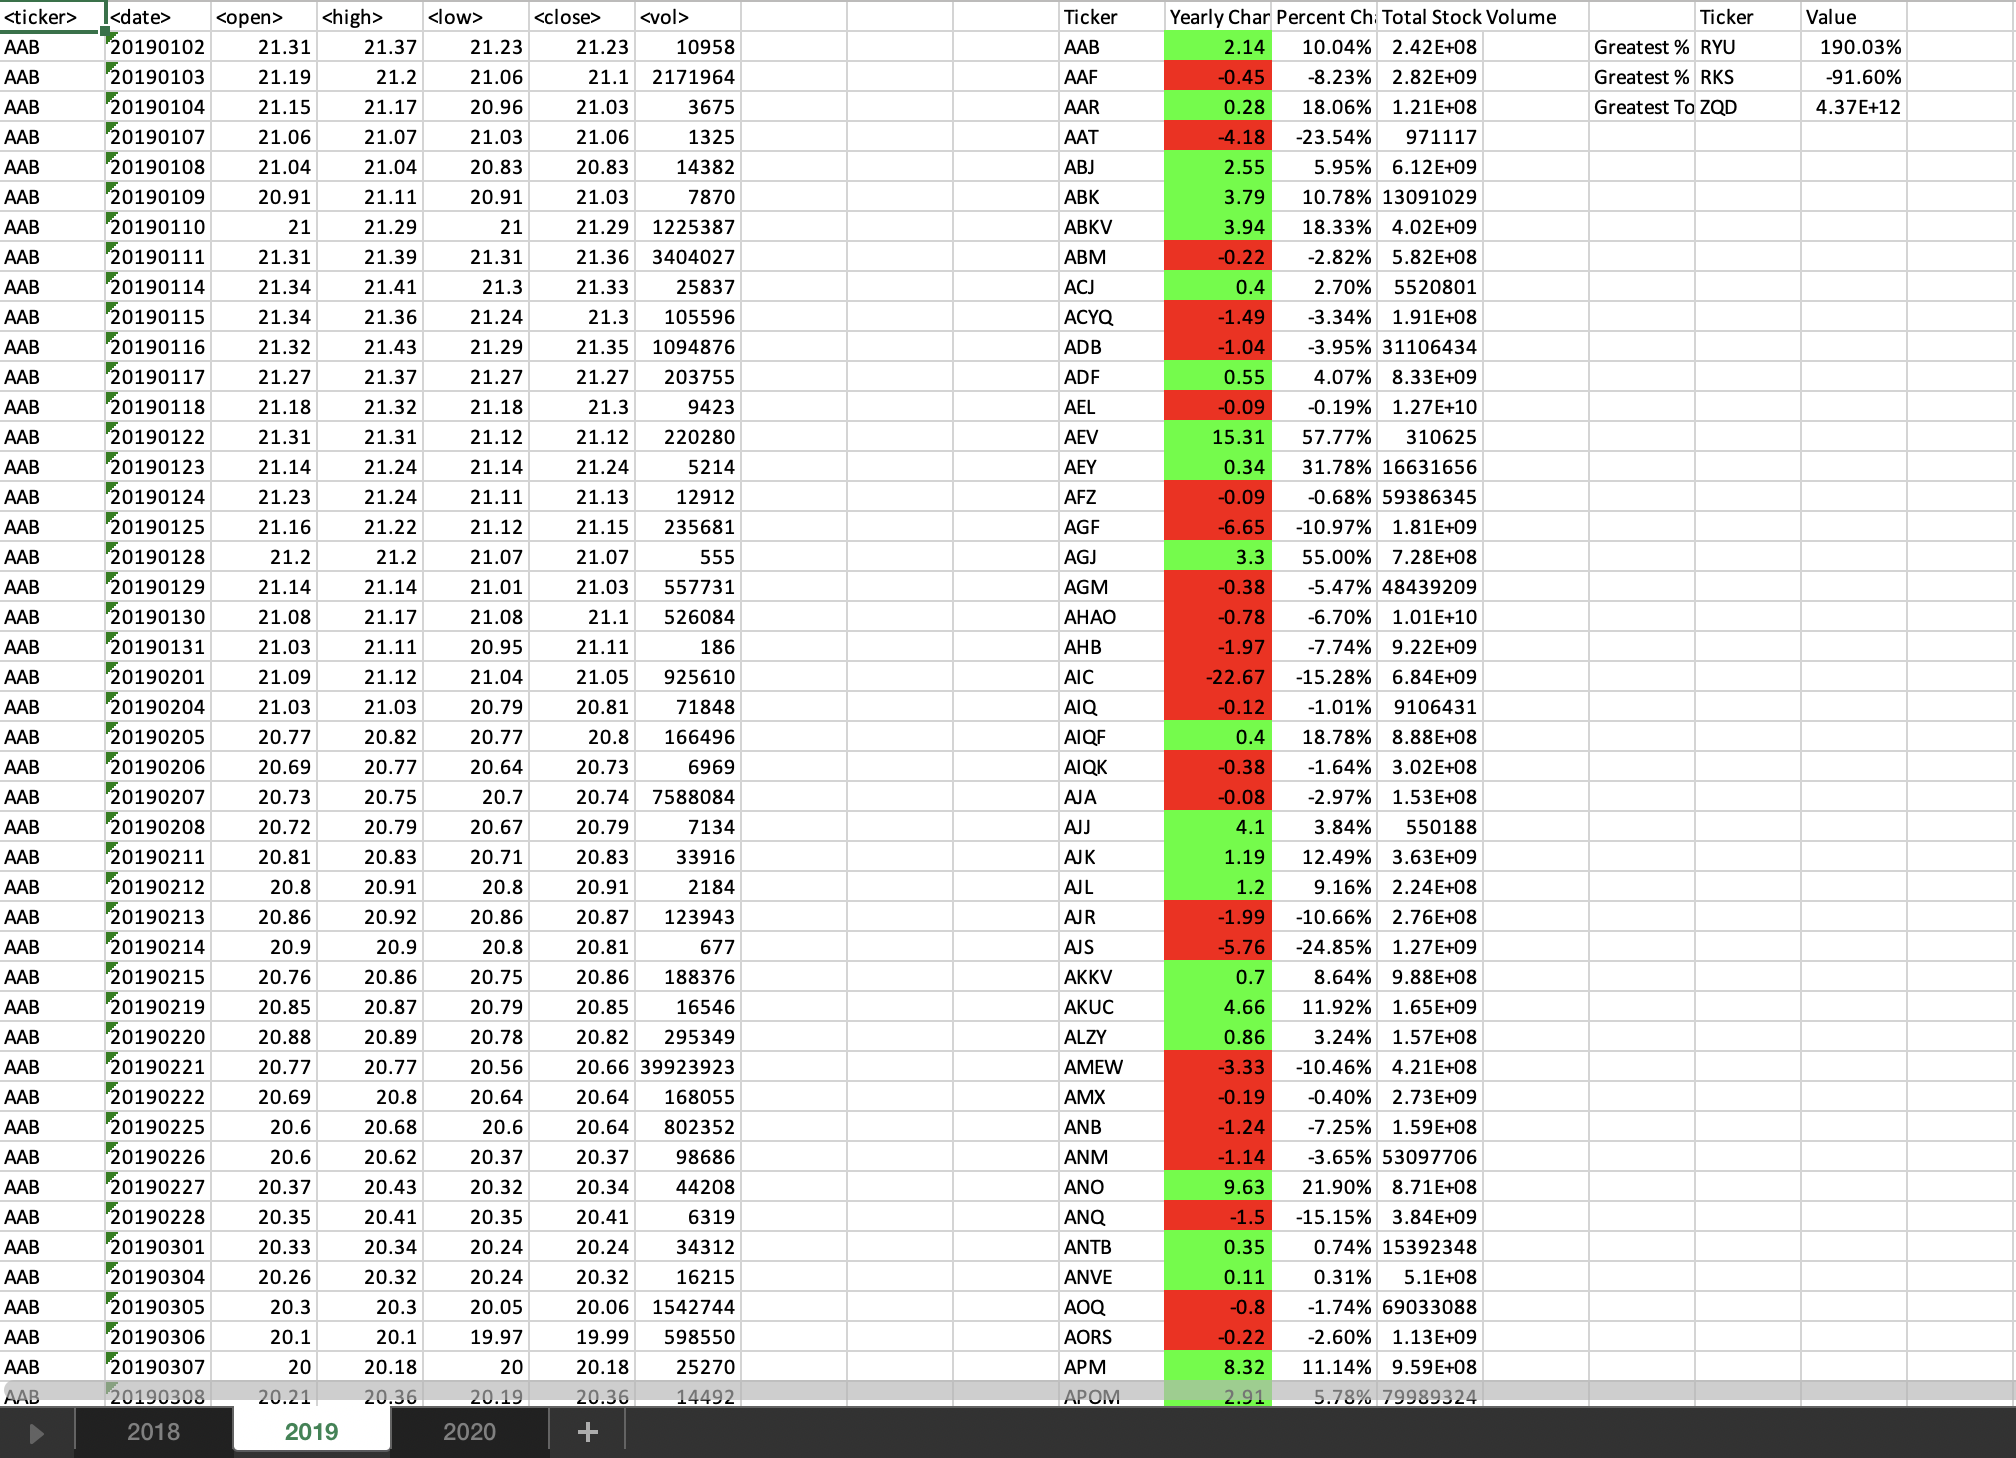 <ticker> <date> <open> <high> <low> <close> <vol> Ticker Yearly Char Percent Ch Total Stock Volume Ticker Value
AAB 20190102 21.31 21.37 21.23 21.23 10958 AAB 2.14 10.04% 2.42E+08 Greatest % RYU 190.03%
AAB 20190103 21.19 21.2 21.06 21.1 2171964 AAF -0.45 -8.23% 2.82E+09 Greatest % RKS -91.60%
AAB 20190104 21.15 21.17 20.96 21.03 3675 AAR 0.28 18.06% 1.21E+08 Greatest To ZQD 4.37E+12
AAB 20190107 21.06 21.07 21.03 21.06 1325 AAT -4.18 -23.54% 971117
AAB 20190108 21.04 21.04 20.83 20.83 14382 ABJ 2.55 5.95% 6.12E+09
AAB 20190109 20.91 21.11 20.91 21.03 7870 ABK 3.79 10.78% 13091029
AAB 20190110 21 21.29 21 21.29 1225387 ABKV 3.94 18.33% 4.02E+09
AAB 20190111 21.31 21.39 21.31 21.36 3404027 ABM -0.22 -2.82% 5.82E+08
AAB 20190114 21.34 21.41 21.3 21.33 25837 ACJ 0.4 2.70% 5520801
AAB 20190115 21.34 21.36 21.24 21.3 105596 ACYQ -1.49 -3.34% 1.91E+08
AAB 20190116 21.32 21.43 21.29 21.35 1094876 ADB -1.04 -3.95% 31106434
AAB 20190117 21.27 21.37 21.27 21.27 203755 ADF 0.55 4.07% 8.33E+09
AAB 20190118 21.18 21.32 21.18 21.3 9423 AEL -0.09 -0.19% 1.27E+10
AAB 20190122 21.31 21.31 21.12 21.12 220280 AEV 15.31 57.77% 310625
AAB 20190123 21.14 21.24 21.14 21.24 5214 AEY 0.34 31.78% 16631656
AAB 20190124 21.23 21.24 21.11 21.13 12912 AFZ -0.09 -0.68% 59386345
AAB 20190125 21.16 21.22 21.12 21.15 235681 AGF -6.65 -10.97% 1.81E+09
AAB 20190128 21.2 21.2 21.07 21.07 555 AGJ 3.3 55.00% 7.28E+08
AAB 20190129 21.14 21.14 21.01 21.03 557731 AGM -0.38 -5.47% 48439209
AAB 20190130 21.08 21.17 21.08 21.1 526084 AHAO -0.78 -6.70% 1.01E+10
AAB 20190131 21.03 21.11 20.95 21.11 186 AHB -1.97 -7.74% 9.22E+09
AAB 20190201 21.09 21.12 21.04 21.05 925610 AIC -22.67 -15.28% 6.84E+09
AAB 20190204 21.03 21.03 20.79 20.81 71848 AIQ -0.12 -1.01% 9106431
AAB 20190205 20.77 20.82 20.77 20.8 166496 AIQF 0.4 18.78% 8.88E+08
AAB 20190206 20.69 20.77 20.64 20.73 6969 AIQK -0.38 -1.64% 3.02E+08
AAB 20190207 20.73 20.75 20.7 20.74 7588084 AJA -0.08 -2.97% 1.53E+08
AAB 20190208 20.72 20.79 20.67 20.79 7134 AJJ 4.1 3.84% 550188
AAB 20190211 20.81 20.83 20.71 20.83 33916 AJK 1.19 12.49% 3.63E+09
AAB 20190212 20.8 20.91 20.8 20.91 2184 AJL 1.2 9.16% 2.24E+08
AAB 20190213 20.86 20.92 20.86 20.87 123943 AJR -1.99 -10.66% 2.76E+08
AAB 20190214 20.9 20.9 20.8 20.81 677 AJS -5.76 -24.85% 1.27E+09
AAB 20190215 20.76 20.86 20.75 20.86 188376 AKKV 0.7 8.64% 9.88E+08
AAB 20190219 20.85 20.87 20.79 20.85 16546 AKUC 4.66 11.92% 1.65E+09
AAB 20190220 20.88 20.89 20.78 20.82 295349 ALZY 0.86 3.24% 1.57E+08
AAB 20190221 20.77 20.77 20.56 20.66 39923923 AMEW -3.33 -10.46% 4.21E+08
AAB 20190222 20.69 20.8 20.64 20.64 168055 AMX -0.19 -0.40% 2.73E+09
AAB 20190225 20.6 20.68 20.6 20.64 802352 ANB -1.24 -7.25% 1.59E+08
AAB 20190226 20.6 20.62 20.37 20.37 98686 ANM -1.14 -3.65% 53097706
AAB 20190227 20.37 20.43 20.32 20.34 44208 ANO 9.63 21.90% 8.71E+08
AAB 20190228 20.35 20.41 20.35 20.41 6319 ANQ -1.5 -15.15% 3.84E+09
AAB 20190301 20.33 20.34 20.24 20.24 34312 ANTB 0.35 0.74% 15392348
AAB 20190304 20.26 20.32 20.24 20.32 16215 ANVE 0.11 0.31% 5.1E+08
AAB 20190305 20.3 20.3 20.05 20.06 1542744 AOQ -0.8 -1.74% 69033088
AAB 20190306 20.1 20.1 19.97 19.99 598550 AORS -0.22 -2.60% 1.13E+09
AAB 20190307 20 20.18 20 20.18 25270 APM 8.32 11.14% 9.59E+08
AAB 20190308 20.21 20.36 20.19 20.36 14492 APOM 2.91 5.78% 79989324
2018 2019 2020 +